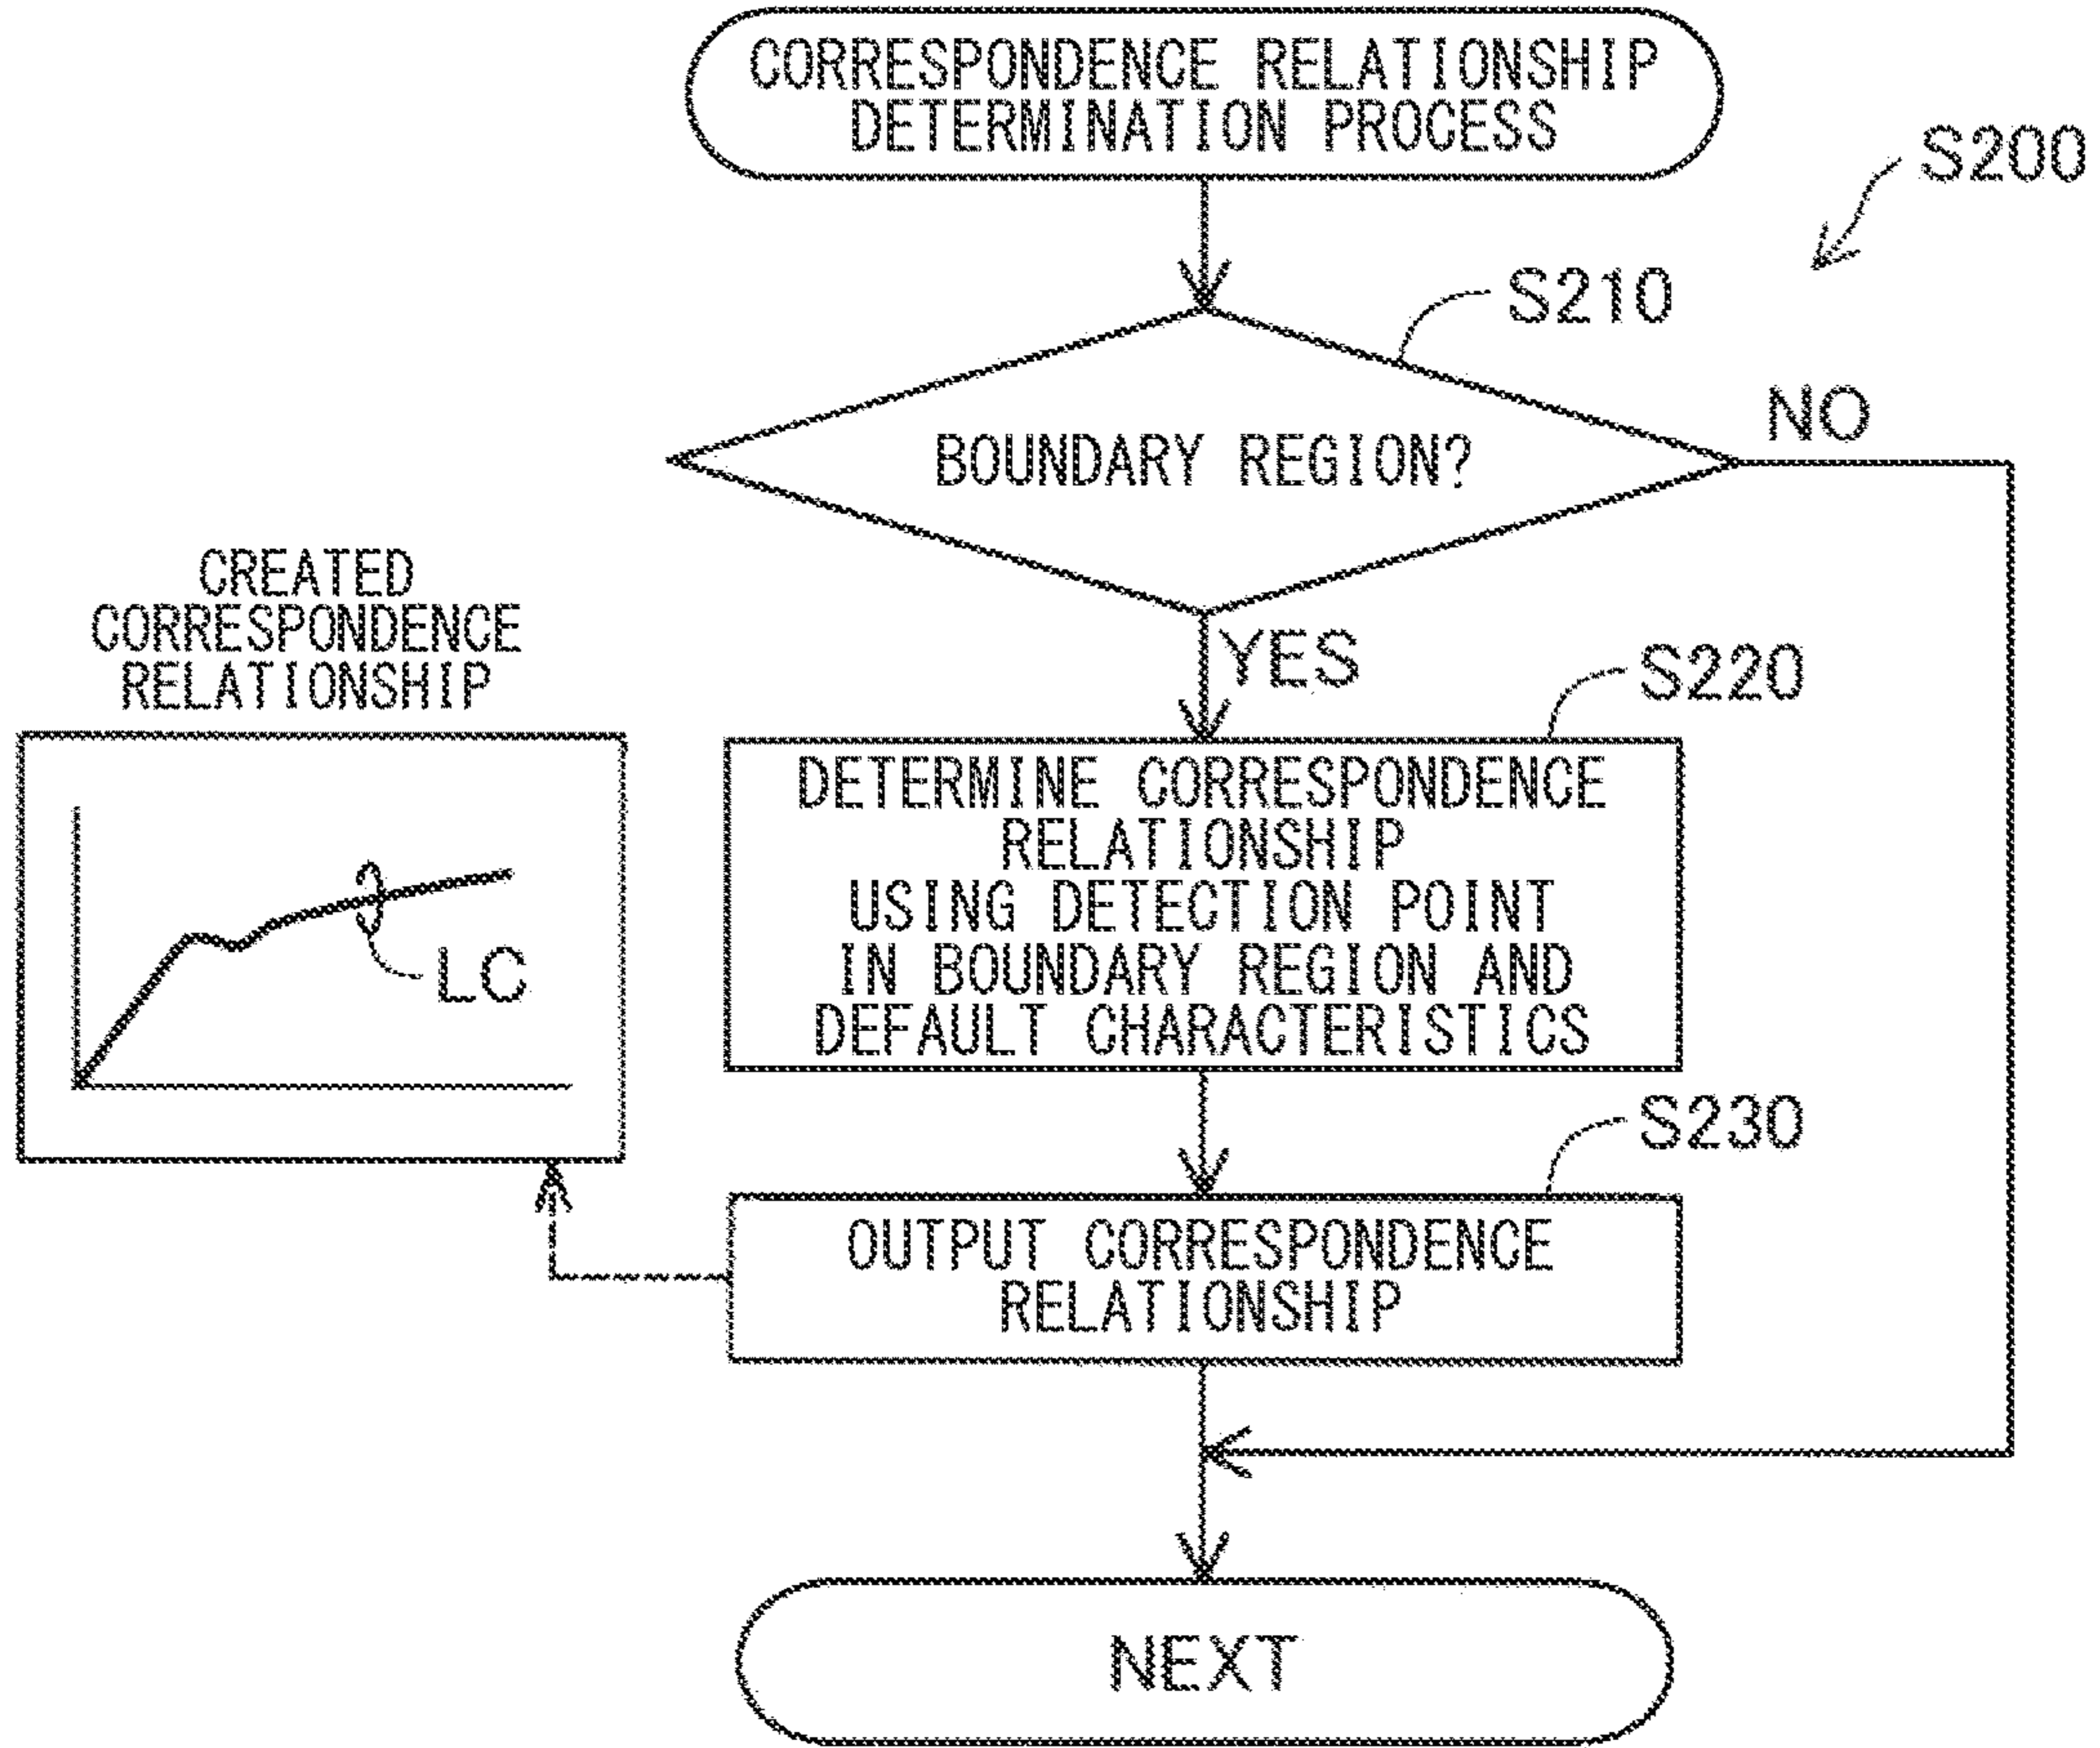 CORRESPONDENCE RELATIONSHIP
DETERMINATION PROCESS
S200
S210
NO
BOUNDARY REGION?
YES
CREATED
CORRESPONDENCE
RELATIONSHIP
LC
S220
DETERMINE CORRESPONDENCE
RELATIONSHIP
USING DETECTION POINT
IN BOUNDARY REGION AND
DEFAULT CHARACTERISTICS
S230
OUTPUT CORRESPONDENCE
RELATIONSHIP
NEXT